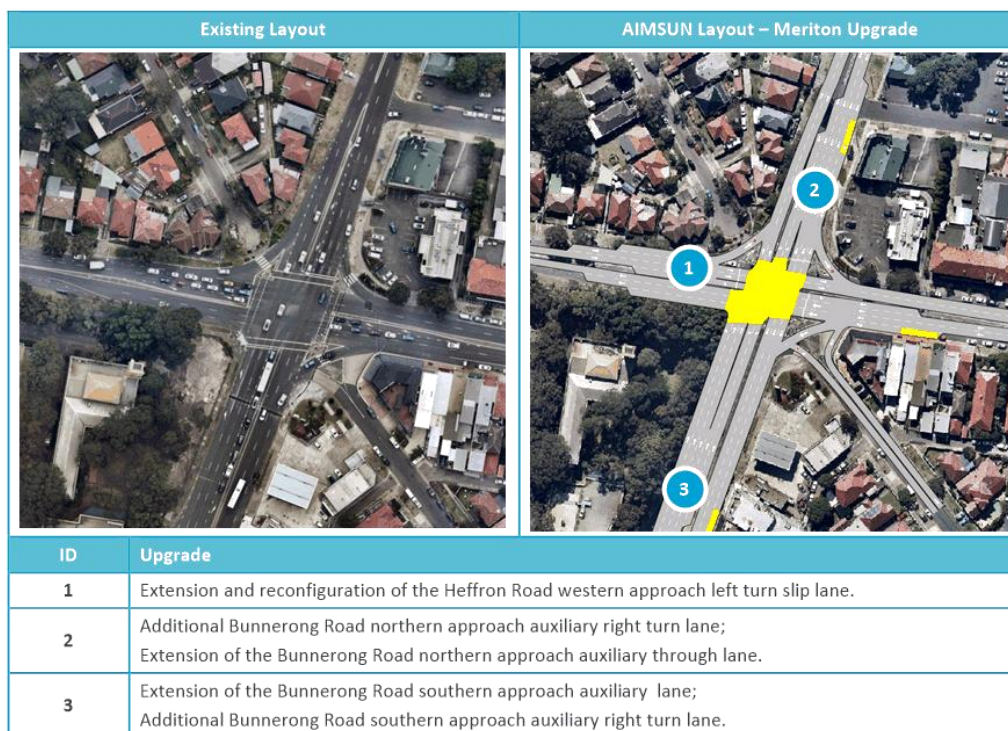 Existing Layout
AIMSUN Layout – Meriton Upgrade
1
2
3
ID
Upgrade
1
Extension and reconfiguration of the Heffron Road western approach left turn slip lane.
2
Additional Bunnerong Road northern approach auxiliary right turn lane;
Extension of the Bunnerong Road northern approach auxiliary through lane.
3
Extension of the Bunnerong Road southern approach auxiliary lane;
Additional Bunnerong Road southern approach auxiliary right turn lane.